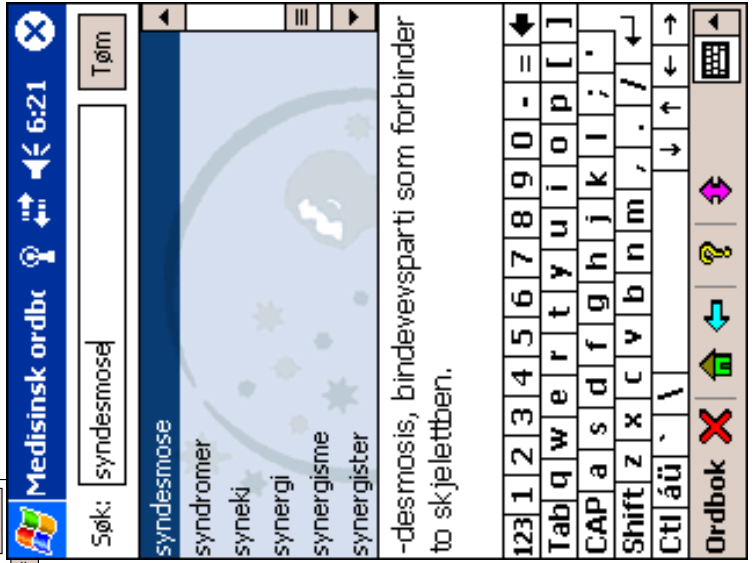 Medisinsk ordbc 6:21
Søk: syndesmose Tøm
syndesmose
syndromer
syneki
synergi
synergisme
synergister
-desmosis, bindevevsparti som forbinder
to skjelettben.
123 1 2 3 4 5 6 7 8 9 0 - =
Tab q w e r t y u i o p [ ]
CAP a s d f g h j k l ; '
Shift z x c v b n m , . /
Ctl áü ` \
Ordbok